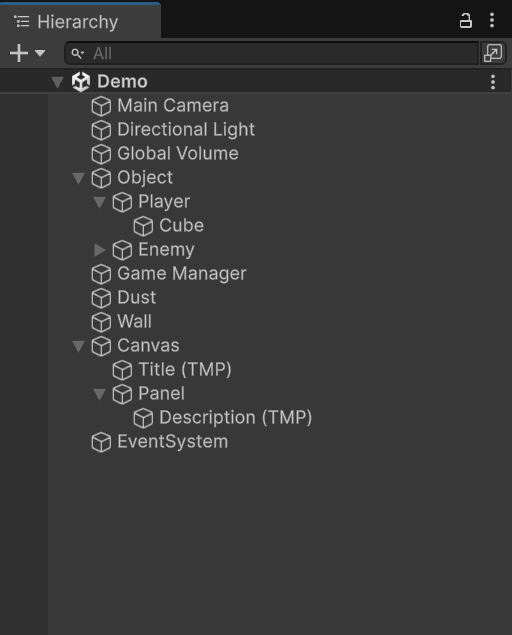 Hierarchy
All
Demo
Main Camera
Directional Light
Global Volume
Object
Player
Cube
Enemy
Game Manager
Dust
Wall
Canvas
Title (TMP)
Panel
Description (TMP)
EventSystem